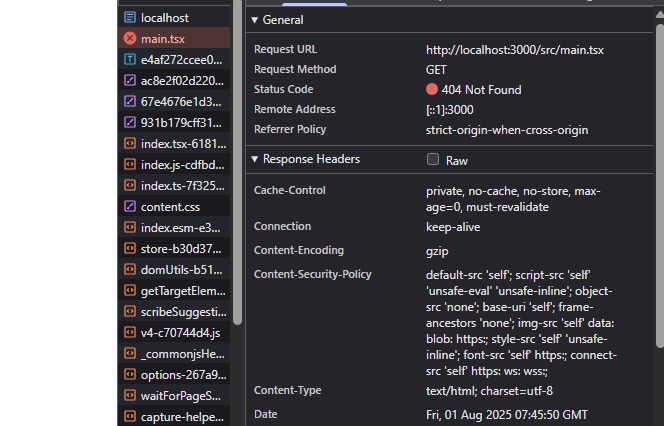 localhost
main.tsx
e4af272ccee0...
ac8e2f02d220...
67e4676e1d3...
931b179cff31...
index.tsx-6181...
index.js-cdfbd...
index.ts-7f325...
content.css
index.esm-e3...
store-b30d37...
domUtils-b51...
getTargetElem...
scribeSuggesti...
v4-c70744d4.js
_commonjsHe...
options-267a9...
waitForPageS...
capture-helpe...
General
Request URL http://localhost:3000/src/main.tsx
Request Method GET
Status Code 404 Not Found
Remote Address [::1]:3000
Referrer Policy strict-origin-when-cross-origin
Response Headers Raw
Cache-Control private, no-cache, no-store, max-
age=0, must-revalidate
Connection keep-alive
Content-Encoding gzip
Content-Security-Policy default-src 'self'; script-src 'self'
'unsafe-eval' 'unsafe-inline'; object-
src 'none'; base-uri 'self'; frame-
ancestors 'none'; img-src 'self' data:
blob: https:; style-src 'self' 'unsafe-
inline'; font-src 'self' https:; connect-
src 'self' https: ws: wss:;
Content-Type text/html; charset=utf-8
Date Fri, 01 Aug 2025 07:45:50 GMT